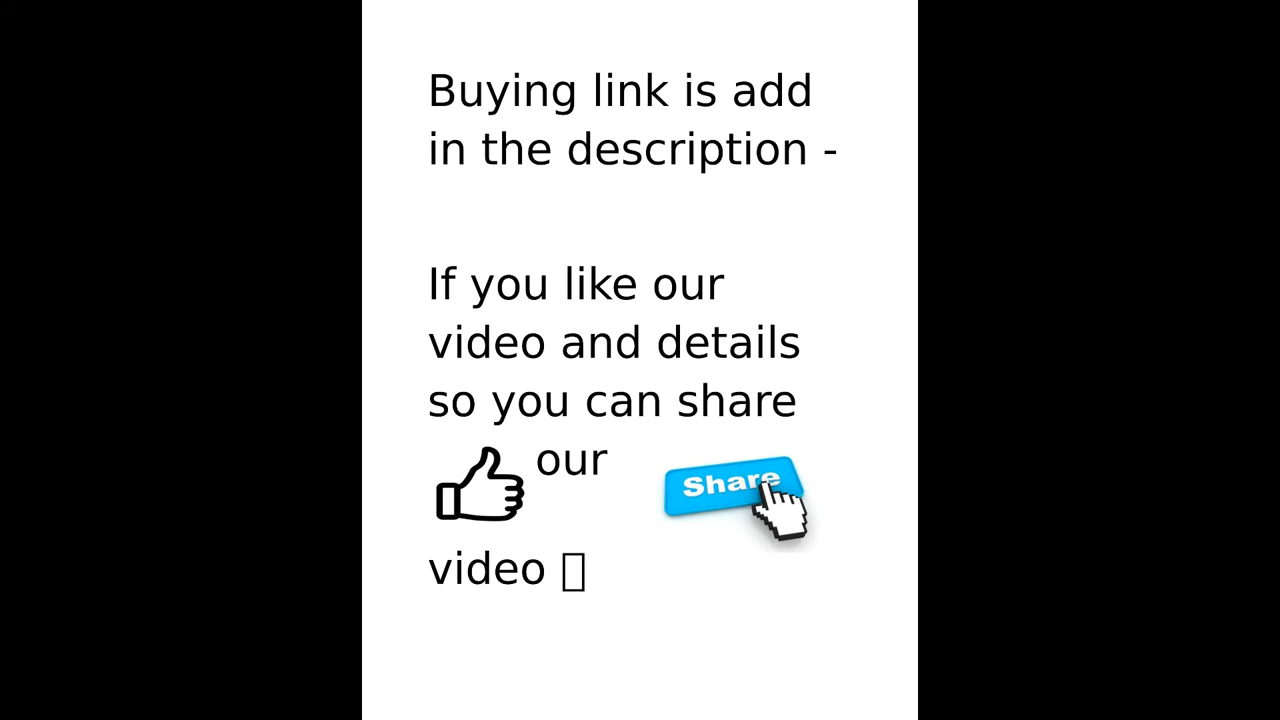 Buying link is add
in the description -
If you like our
video and details
so you can share
our
Share
video